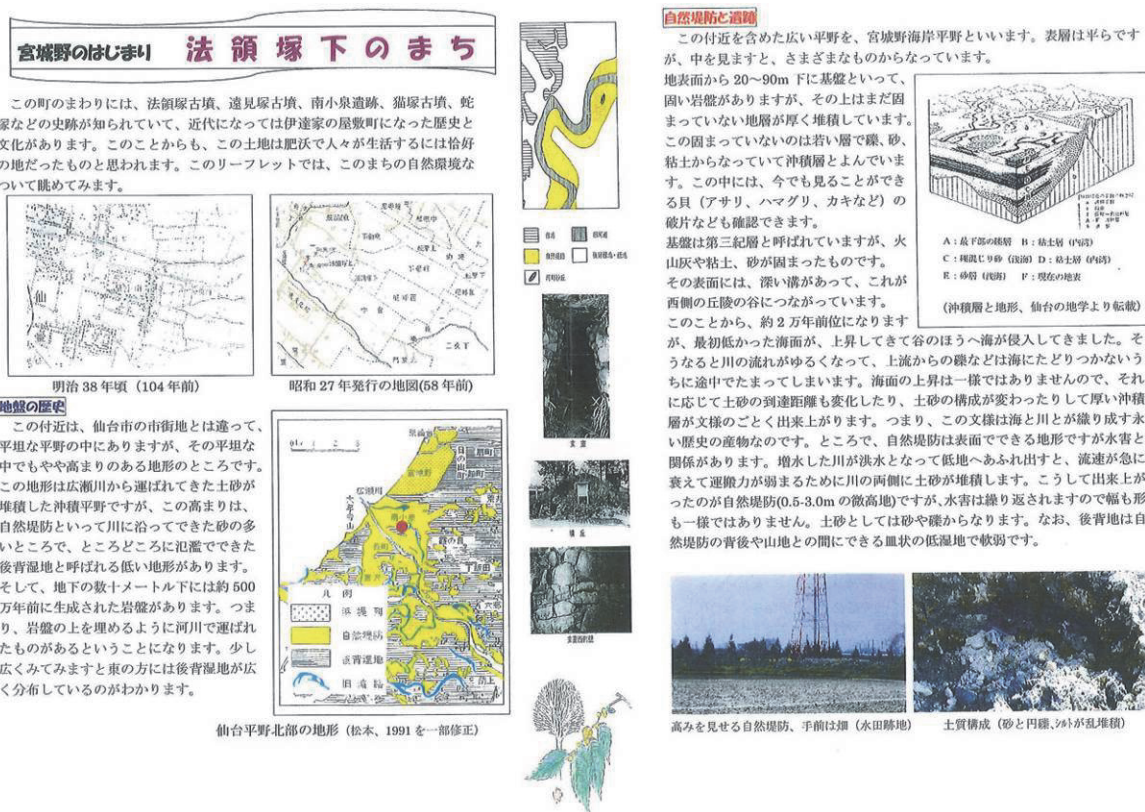 宮城野のはじまり 法領塚下のまち
この町のまわりには、法領塚古墳、遠見塚古墳、南小泉遺跡、猫塚古墳、蛇
塚などの史跡が知られていて、近代になっては伊達家の屋敷町になった歴史と
文化があります。このことからも、この土地は肥沃で人々が生活するには恰好
の地だったものと思われます。このリーフレットでは、このまちの自然環境な
ついて眺めてみます。
明治 38 年頃（104 年前）
昭和 27 年発行の地図(58 年前)
地盤の歴史
この付近は、仙台市の市街地とは違って、
平坦な平野の中にありますが、その平坦な
中でもやや高まりのある地形のところです。
この地形は広瀬川から運ばれてきた土砂が
堆積した沖積平野ですが、この高まりは、
自然堤防といって川に沿ってできた砂の多
いところで、ところどころに氾濫でできた
後背湿地と呼ばれる低い地形があります。
そして、地下の数十メートル下には約 500
万年前に生成された岩盤があります。つま
り、岩盤の上を埋めるように河川で運ばれ
たものがあるということになります。少し
広くみてみますと東の方には後背湿地が広
く分布しているのがわかります。
宮城野
南小泉
凡例
自然堤防
後背湿地
旧河道
仙台平野北部の地形（松本、1991 を一部修正）
玄室
自然堤防と遺跡
この付近を含めた広い平野を、宮城野海岸平野といいます。表層は平らです
が、中を見ますと、さまざまなものからなっています。
地表面から 20～90m 下に基盤といって、
固い岩盤がありますが、その上はまだ固
まっていない地層が厚く堆積しています。
この固まっていないのは若い層で礫、砂、
粘土からなっていて沖積層とよんでいま
す。この中には、今でも見ることができ
る貝（アサリ、ハマグリ、カキなど）の
破片なども確認できます。
基盤は第三紀層と呼ばれていますが、火
山灰や粘土、砂が固まったものです。
その表面には、深い溝があって、これが
西側の丘陵の谷につながっています。
このことから、約 2 万年前位になります
が、最初低かった海面が、上昇してきて谷のほうへ海が侵入してきました。そ
うなると川の流れがゆるくなって、上流からの礫などは海にたどりつかないう
ちに途中でたまってしまいます。海面の上昇は一様ではありませんので、それ
に応じて土砂の到達距離も変化したり、土砂の構成が変わったりして厚い沖積
層が文様のごとく出来上がります。つまり、この文様は海と川とが織り成す永
い歴史の産物なのです。ところで、自然堤防は表面でできる地形ですが水害と
関係があります。増水した川が洪水となって低地へあふれ出すと、流速が急に
衰えて運搬力が弱まるために川の両側に土砂が堆積します。こうして出来上が
ったのが自然堤防(0.5-3.0m の微高地)ですが、水害は繰り返されますので幅も形
も一様ではありません。土砂としては砂や礫からなります。なお、後背地は自
然堤防の背後や山地との間にできる皿状の低湿地で軟弱です。
A：最下部の礫層 B：粘土層（内湾）
C：礫混じり砂（浅海） D：粘土層（内湾）
E：砂層（浅海） F：現在の地表
(沖積層と地形、仙台の地学より転載)
高みを見せる自然堤防、手前は畑（水田跡地）
土質構成（砂と円礫、シルトが乱堆積）